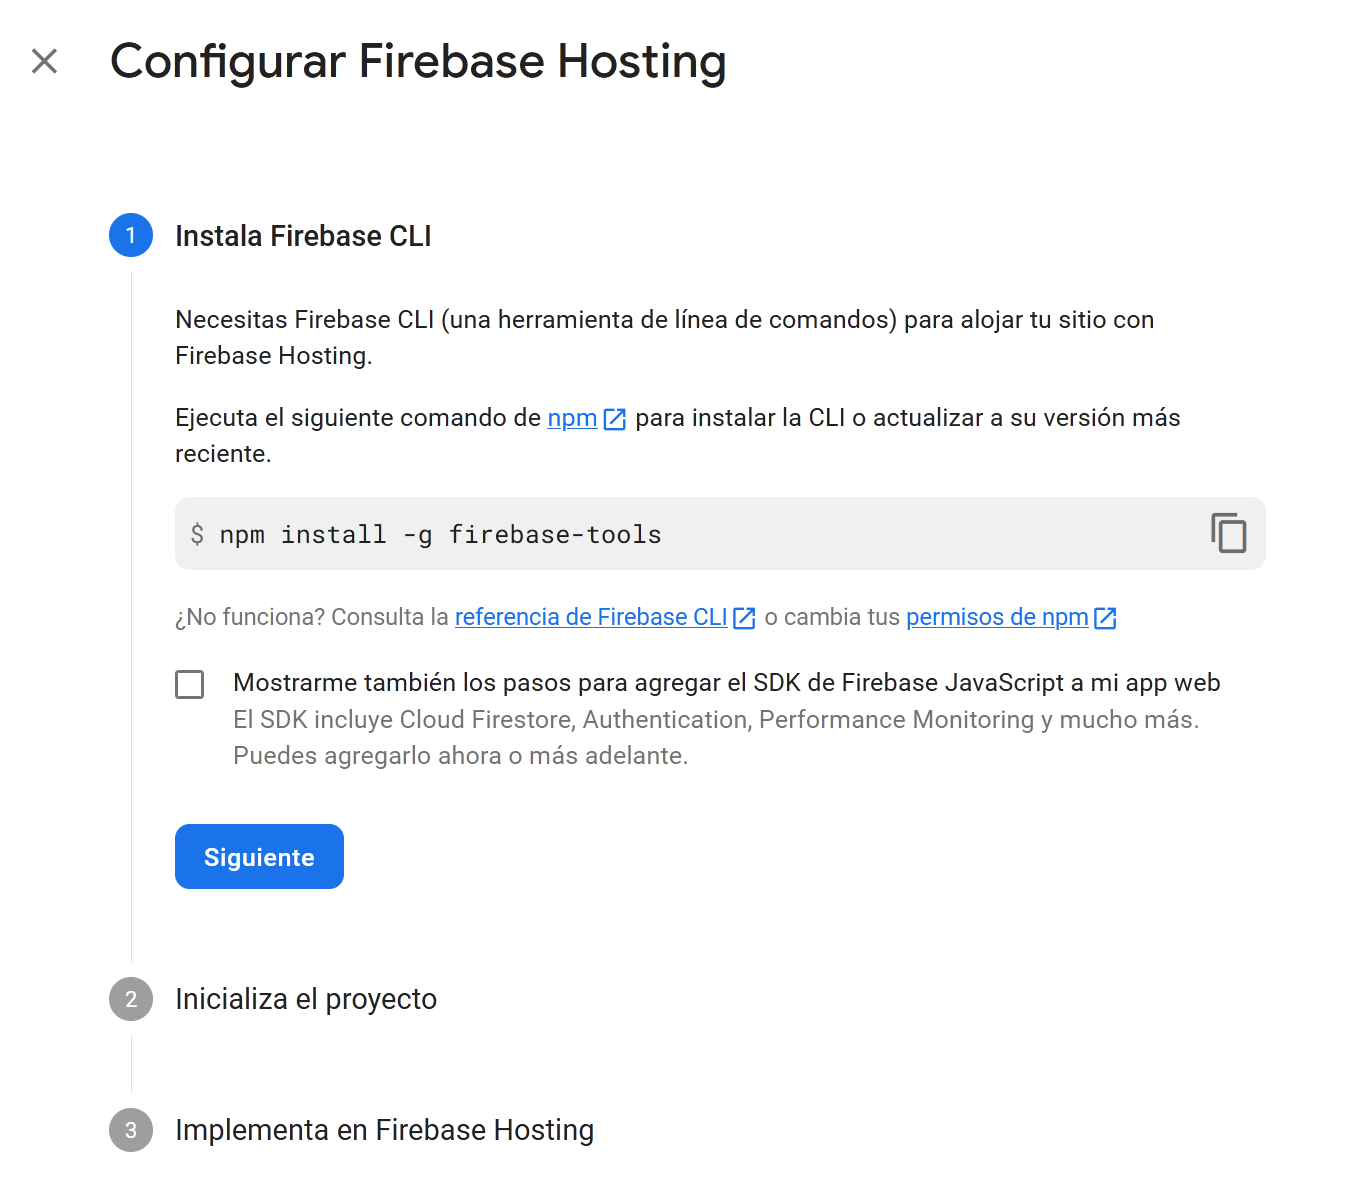 Configurar Firebase Hosting
1 Instala Firebase CLI
Necesitas Firebase CLI (una herramienta de línea de comandos) para alojar tu sitio con
Firebase Hosting.
Ejecuta el siguiente comando de npm para instalar la CLI o actualizar a su versión más
reciente.
$ npm install -g firebase-tools
¿No funciona? Consulta la referencia de Firebase CLI o cambia tus permisos de npm
Mostrarme también los pasos para agregar el SDK de Firebase JavaScript a mi app web
El SDK incluye Cloud Firestore, Authentication, Performance Monitoring y mucho más.
Puedes agregarlo ahora o más adelante.
Siguiente
2 Inicializa el proyecto
3 Implementa en Firebase Hosting